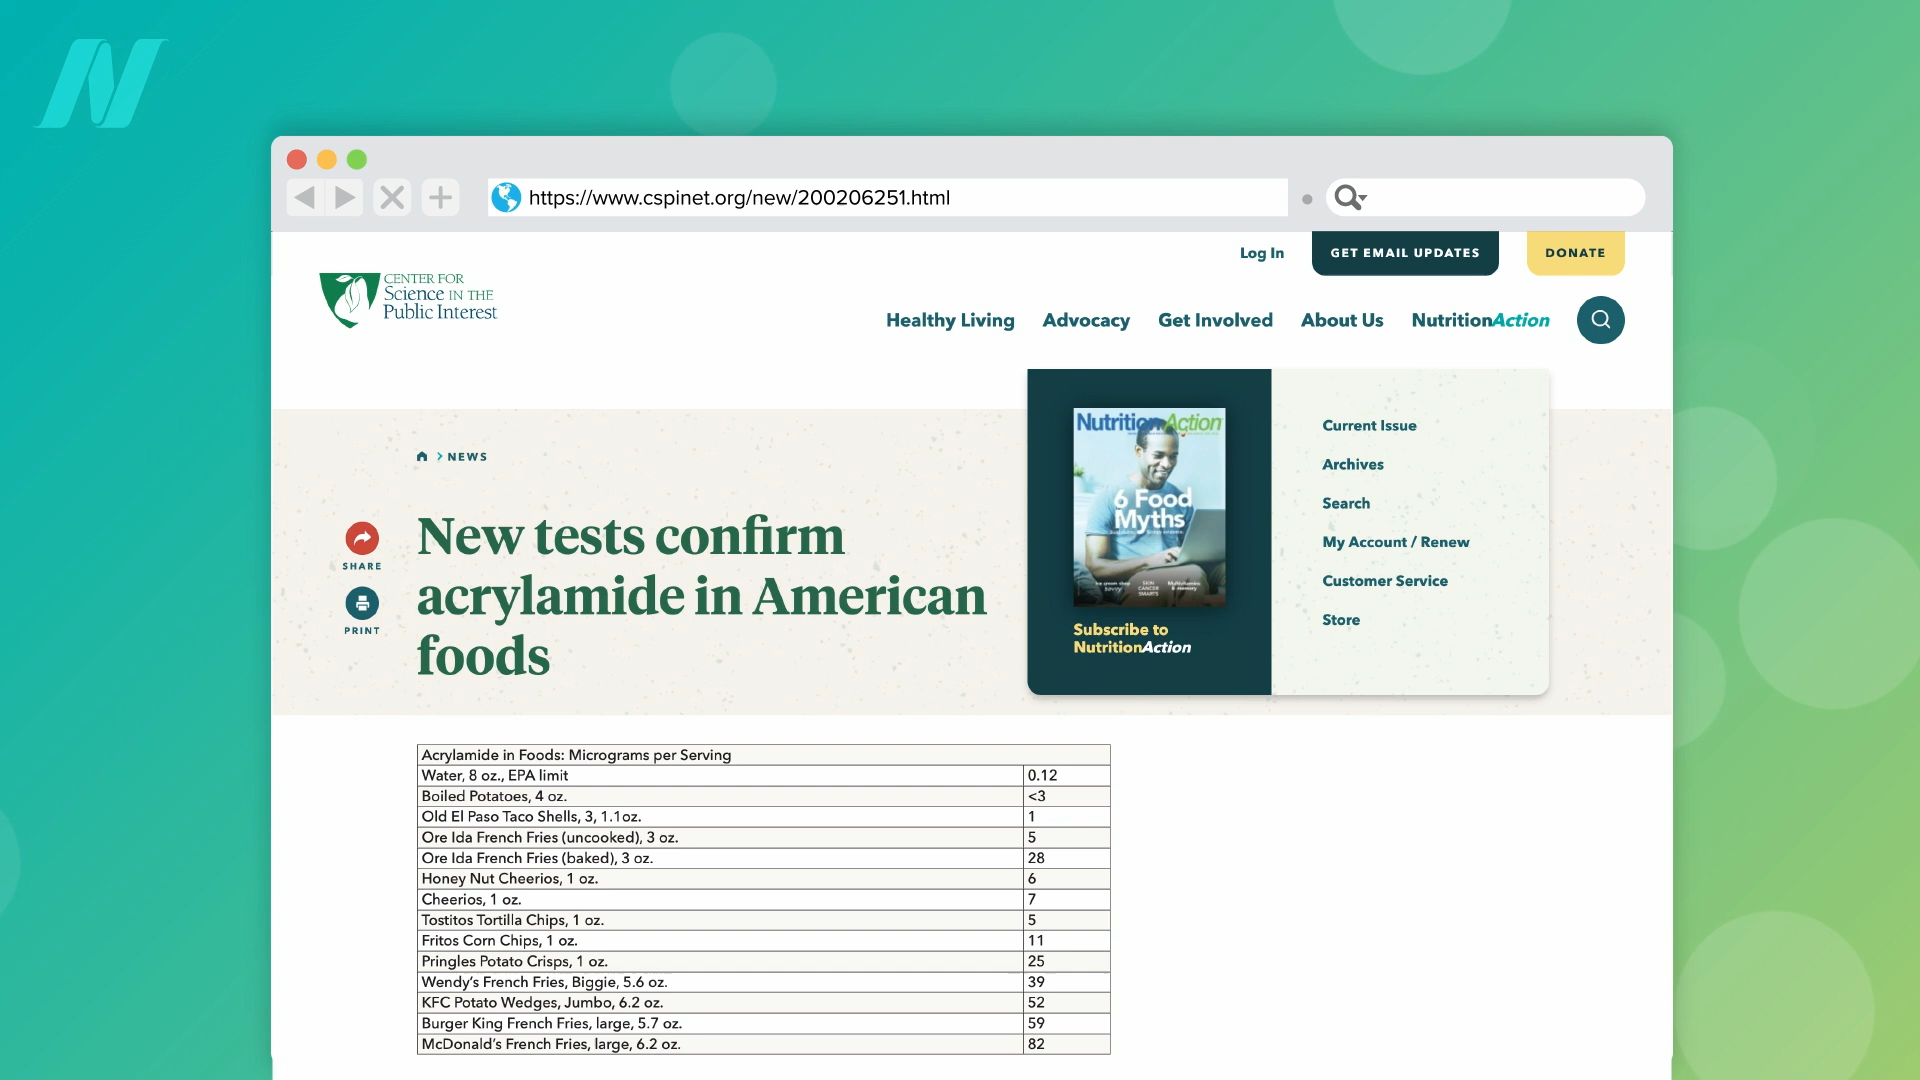 https://www.cspinet.org/new/200206251.html
Log In
GET EMAIL UPDATES
DONATE
CENTER FOR
Science IN THE
Public Interest
Healthy Living
Advocacy
Get Involved
About Us
NutritionAction
NutritionAction
6 Food
Myths
Subscribe to
NutritionAction
Current Issue
Archives
Search
My Account / Renew
Customer Service
Store
NEWS
SHARE
PRINT
New tests confirm
acrylamide in American
foods
Acrylamide in Foods: Micrograms per Serving
Water, 8 oz., EPA limit 0.12
Boiled Potatoes, 4 oz. <3
Old El Paso Taco Shells, 3, 1.1oz. 1
Ore Ida French Fries (uncooked), 3 oz. 5
Ore Ida French Fries (baked), 3 oz. 28
Honey Nut Cheerios, 1 oz. 6
Cheerios, 1 oz. 7
Tostitos Tortilla Chips, 1 oz. 5
Fritos Corn Chips, 1 oz. 11
Pringles Potato Crisps, 1 oz. 25
Wendy's French Fries, Biggie, 5.6 oz. 39
KFC Potato Wedges, Jumbo, 6.2 oz. 52
Burger King French Fries, large, 5.7 oz. 59
McDonald's French Fries, large, 6.2 oz. 82